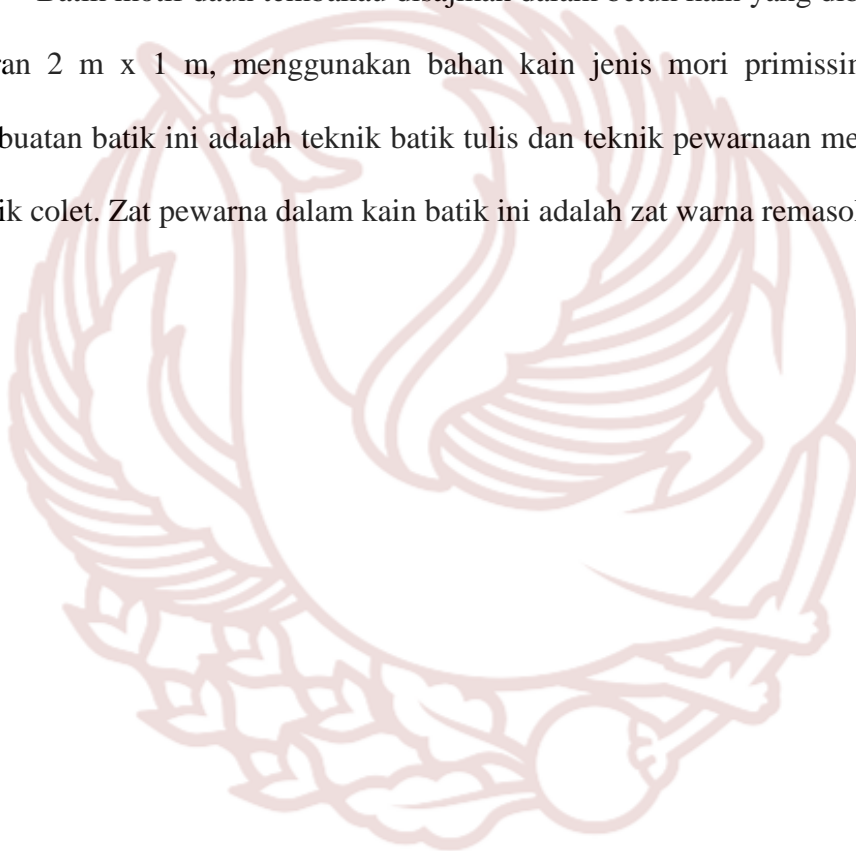 Batik motif daun tembakau disajikan dalam betuk kain yang dib
ran 2 m x 1 m, menggunakan bahan kain jenis mori primissim
buatan batik ini adalah teknik batik tulis dan teknik pewarnaan me
ik colet. Zat pewarna dalam kain batik ini adalah zat warna remasol